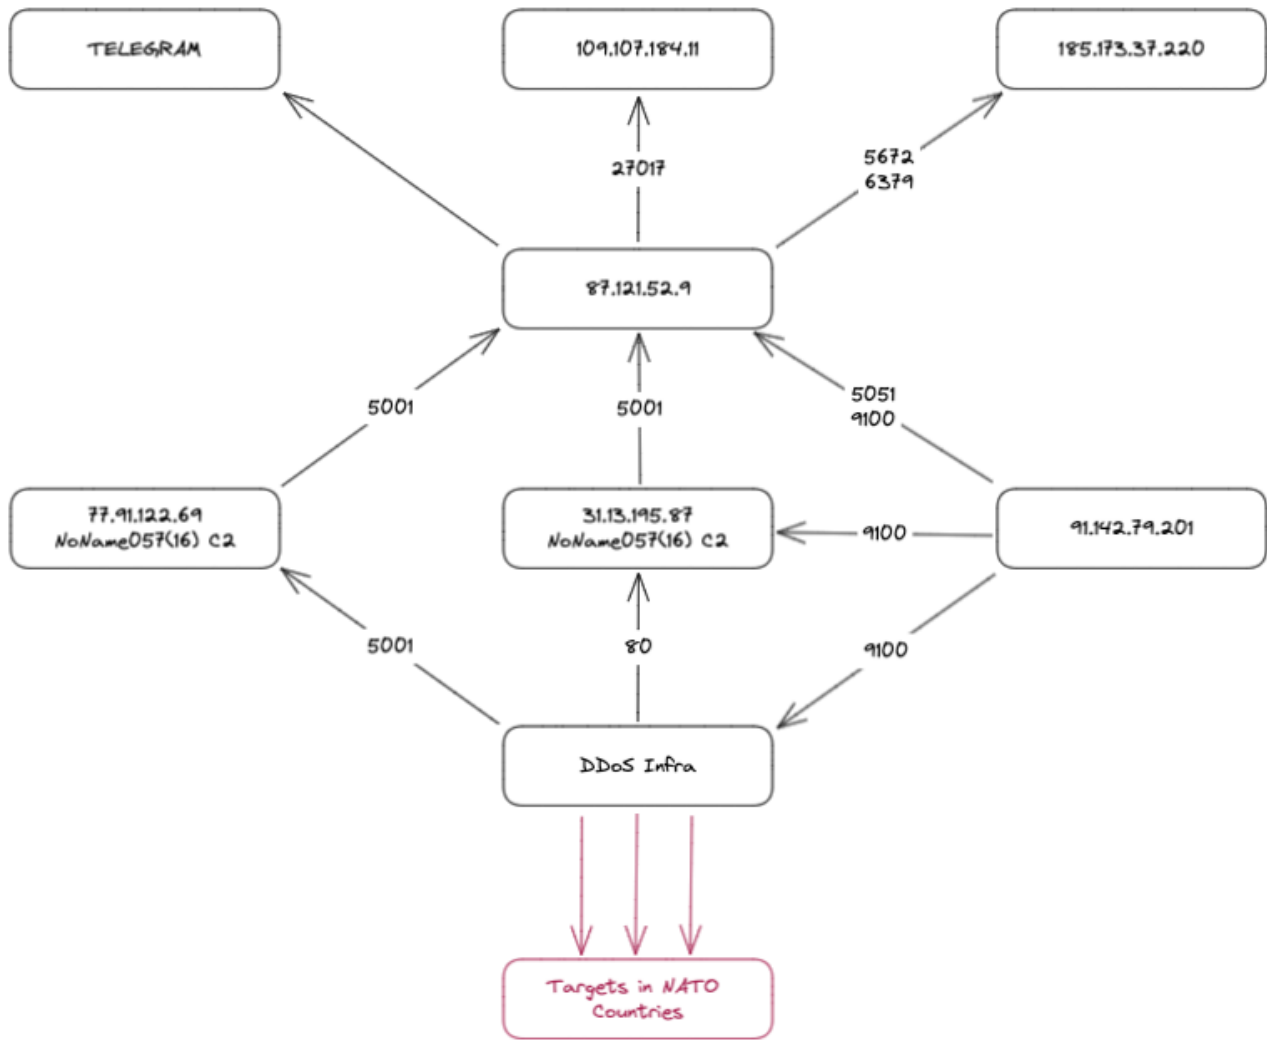 TELEGRAM
109.107.184.11
185.173.37.220
27017
5672
6379
87.121.52.9
5001
5001
5051
9100
77.91.122.69
NoName057(16) C2
31.13.195.87
NoName057(16) C2
9100
91.142.79.201
5001
80
9100
DDoS Infra
Targets in NATO
Countries